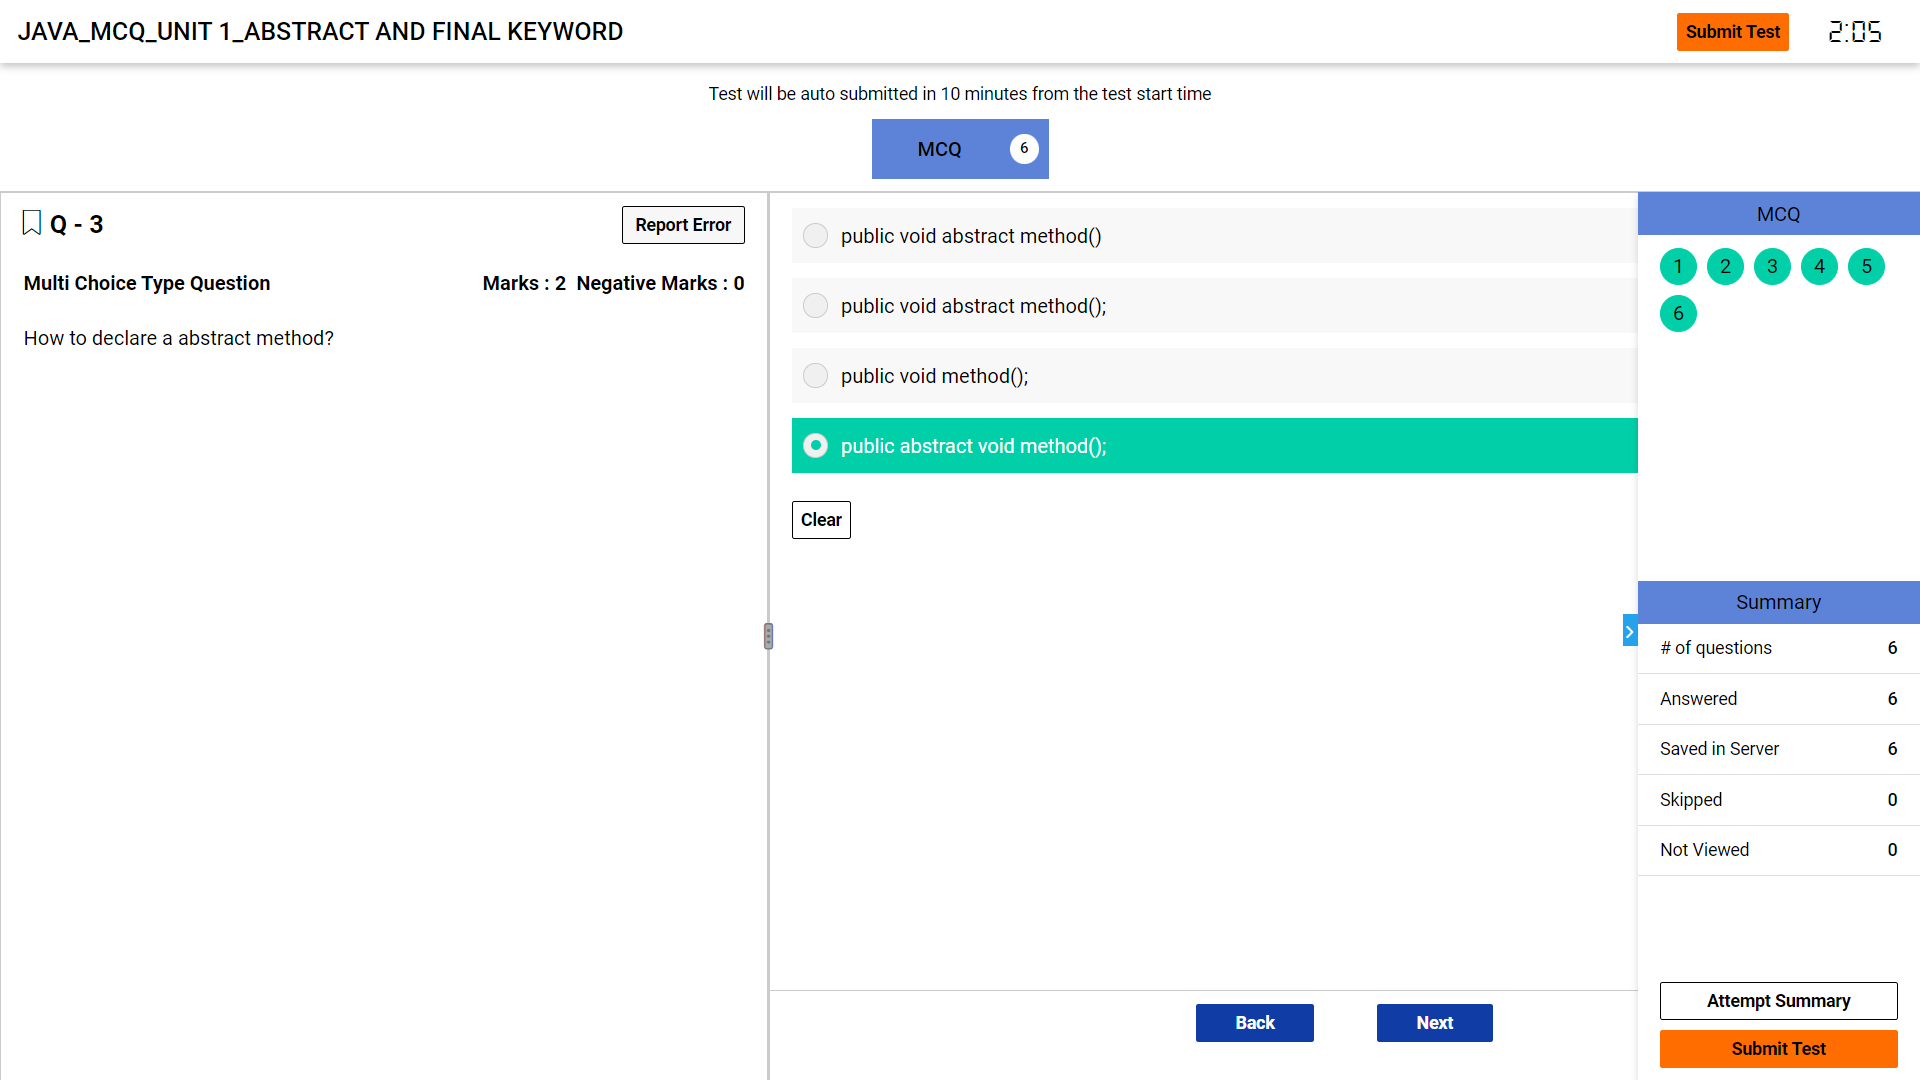 JAVA_MCQ_UNIT 1_ABSTRACT AND FINAL KEYWORD
Submit Test
2:05
Test will be auto submitted in 10 minutes from the test start time
MCQ
6
Q - 3
Report Error
Multi Choice Type Question
Marks : 2 Negative Marks : 0
How to declare a abstract method?
public void abstract method()
public void abstract method();
public void method();
public abstract void method();
Clear
Back
Next
MCQ
1 2 3 4 5
6
Summary
# of questions 6
Answered 6
Saved in Server 6
Skipped 0
Not Viewed 0
Attempt Summary
Submit Test